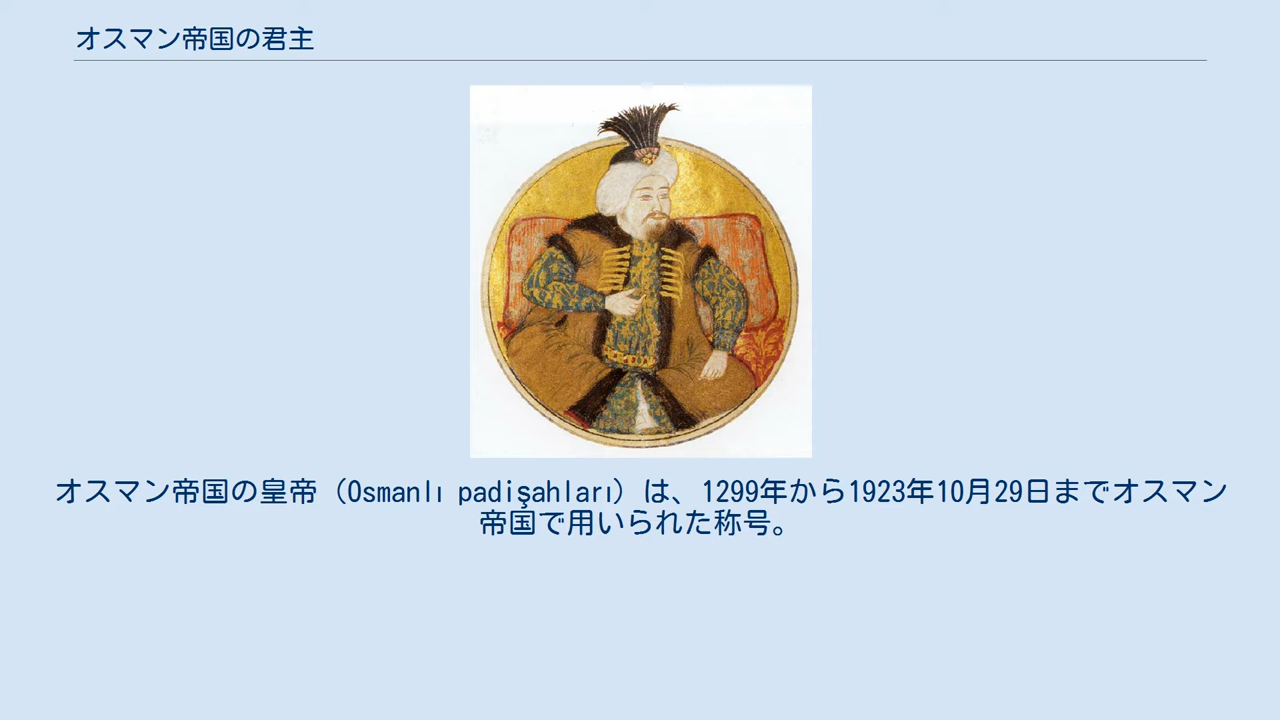 オスマン帝国の君主
オスマン帝国の皇帝（Osmanlı padişahları）は、1299年から1923年10月29日までオスマン
帝国で用いられた称号。